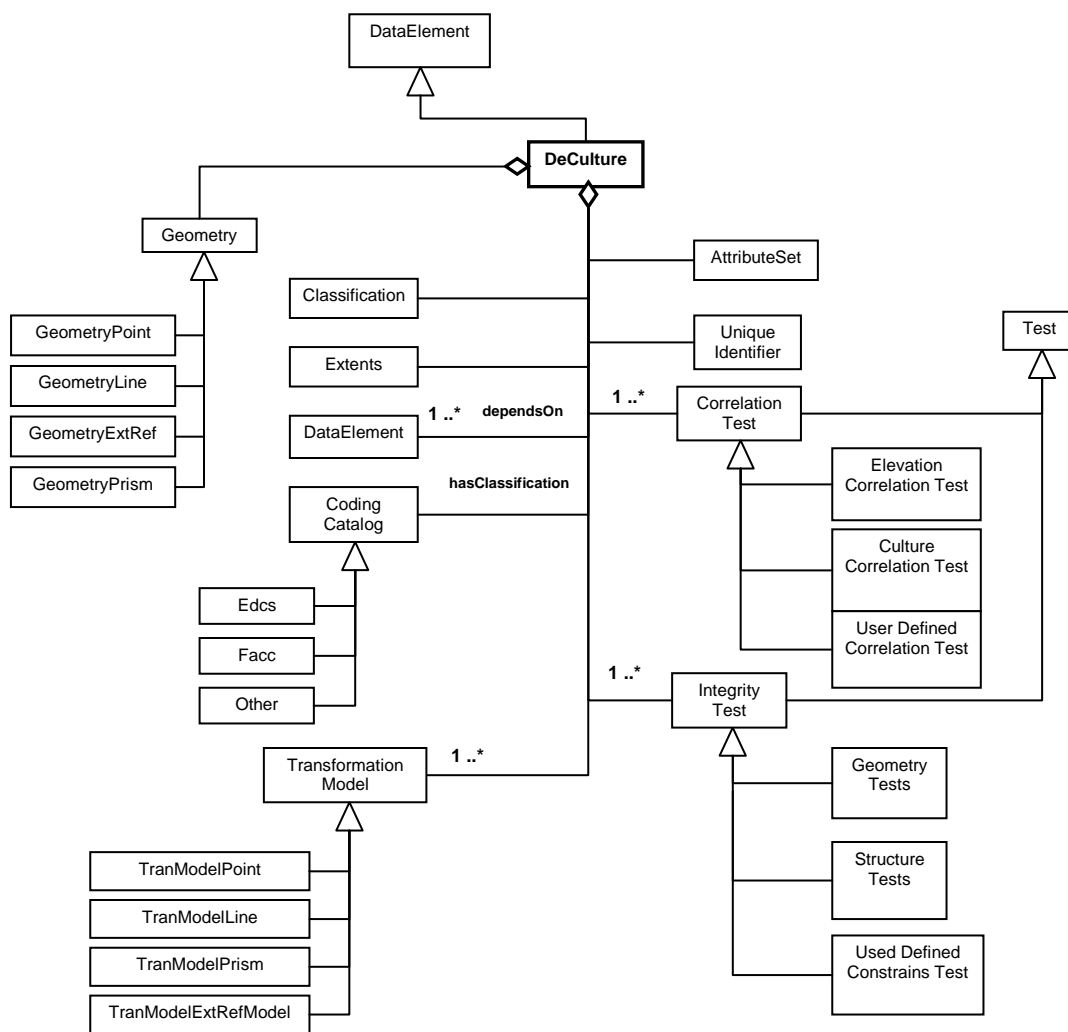 DataElement
DeCulture
Geometry
AttributeSet
Classification
GeometryPoint
Unique
Identifier
Test
Extents
GeometryLine
1 ..*
dependsOn
1 ..*
Correlation
Test
GeometryExtRef
DataElement
GeometryPrism
hasClassification
Elevation
Correlation Test
Coding
Catalog
Culture
Correlation Test
Edcs
Facc
User Defined
Correlation Test
Other
1 ..*
Integrity
Test
Transformation
Model
1 ..*
Geometry
Tests
TranModelPoint
Structure
Tests
TranModelLine
TranModelPrism
Used Defined
Constrains Test
TranModelExtRefModel